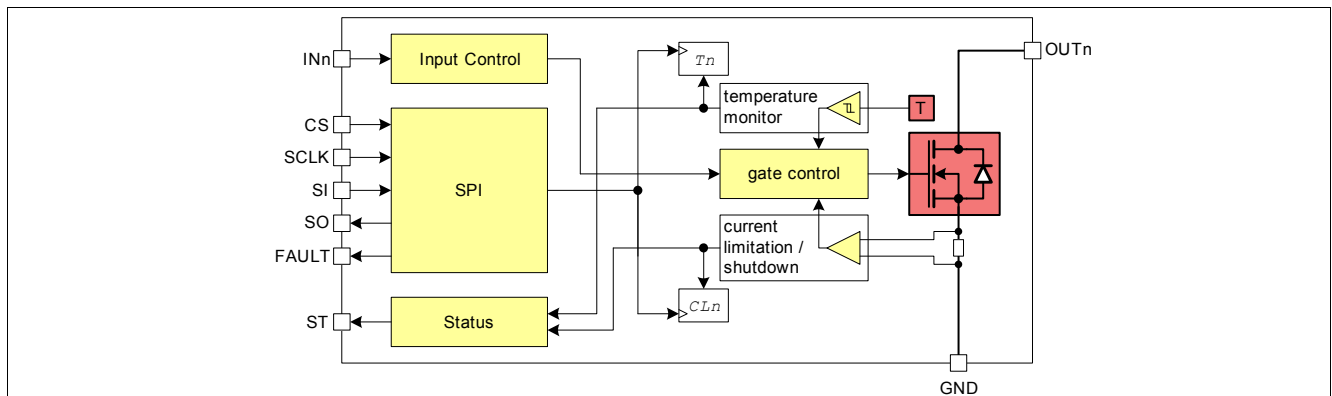 INn
Input Control
Tn
OUTn
temperature
monitor
T
CS
SCLK
SI
SO
FAULT
SPI
gate control
current
limitation /
shutdown
CLn
ST
Status
GND